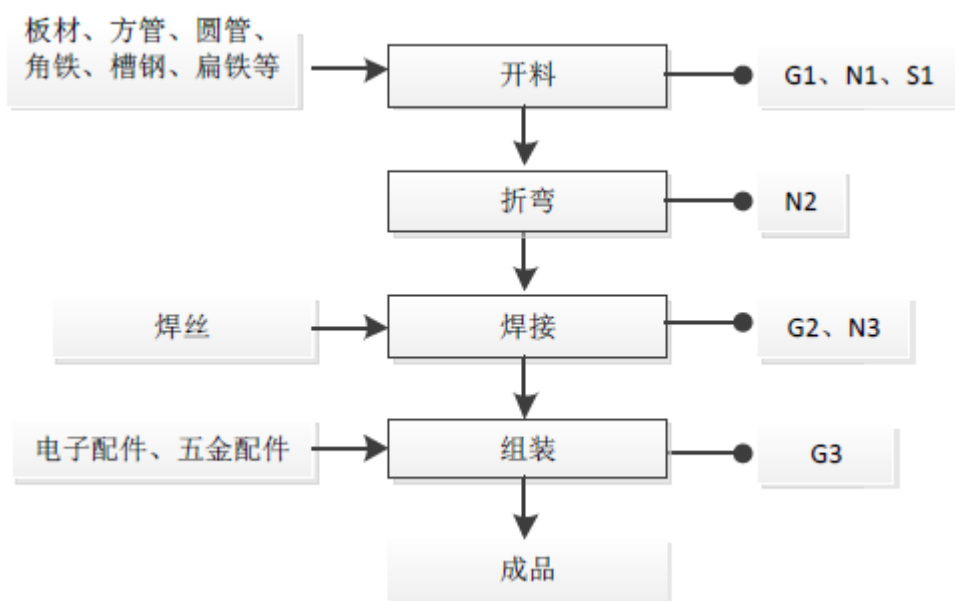 板材、方管、圆管、
角铁、槽钢、扁铁等
开料
G1、N1、S1
折弯
N2
焊丝
焊接
G2、N3
电子配件、五金配件
组装
G3
成品